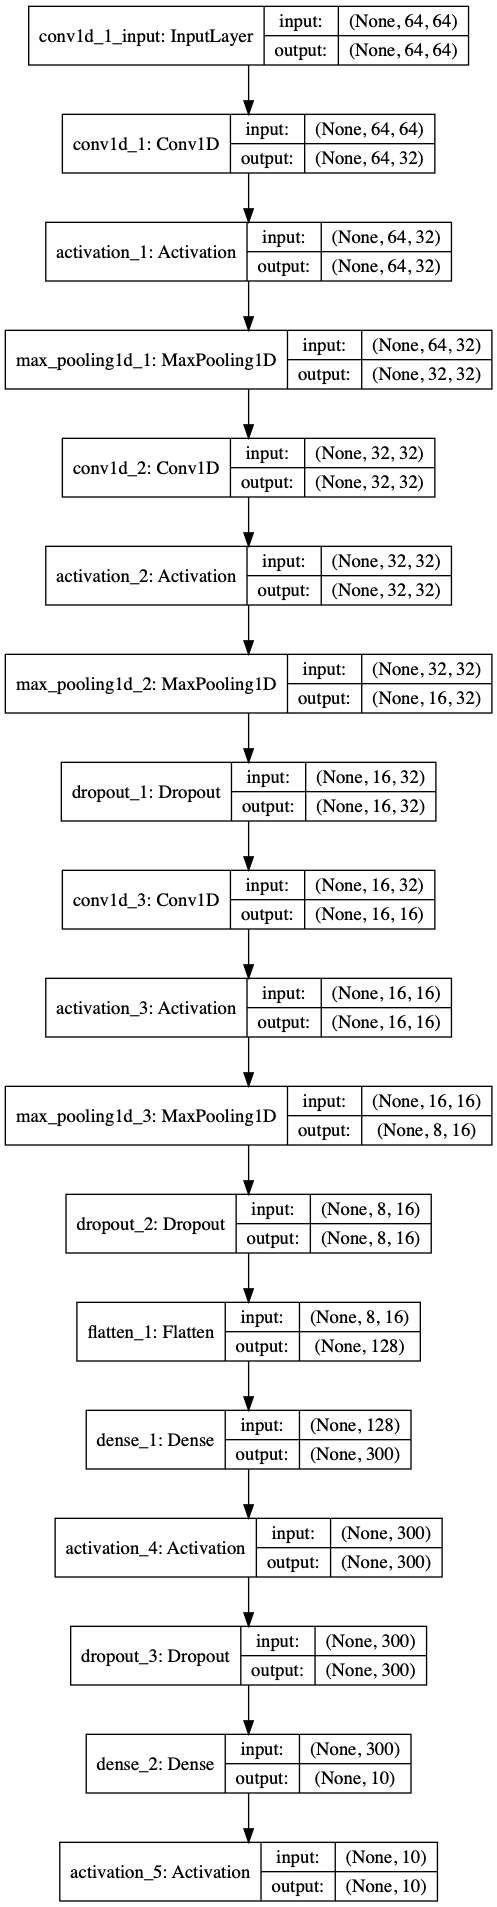 conv1d_1_input: InputLayer
input:
(None, 64, 64)
output:
(None, 64, 64)
conv1d_1: Conv1D
input:
(None, 64, 64)
output:
(None, 64, 32)
activation_1: Activation
input:
(None, 64, 32)
output:
(None, 64, 32)
max_pooling1d_1: MaxPooling1D
input:
(None, 64, 32)
output:
(None, 32, 32)
conv1d_2: Conv1D
input:
(None, 32, 32)
output:
(None, 32, 32)
activation_2: Activation
input:
(None, 32, 32)
output:
(None, 32, 32)
max_pooling1d_2: MaxPooling1D
input:
(None, 32, 32)
output:
(None, 16, 32)
dropout_1: Dropout
input:
(None, 16, 32)
output:
(None, 16, 32)
conv1d_3: Conv1D
input:
(None, 16, 32)
output:
(None, 16, 16)
activation_3: Activation
input:
(None, 16, 16)
output:
(None, 16, 16)
max_pooling1d_3: MaxPooling1D
input:
(None, 16, 16)
output:
(None, 8, 16)
dropout_2: Dropout
input:
(None, 8, 16)
output:
(None, 8, 16)
flatten_1: Flatten
input:
(None, 8, 16)
output:
(None, 128)
dense_1: Dense
input:
(None, 128)
output:
(None, 300)
activation_4: Activation
input:
(None, 300)
output:
(None, 300)
dropout_3: Dropout
input:
(None, 300)
output:
(None, 300)
dense_2: Dense
input:
(None, 300)
output:
(None, 10)
activation_5: Activation
input:
(None, 10)
output:
(None, 10)